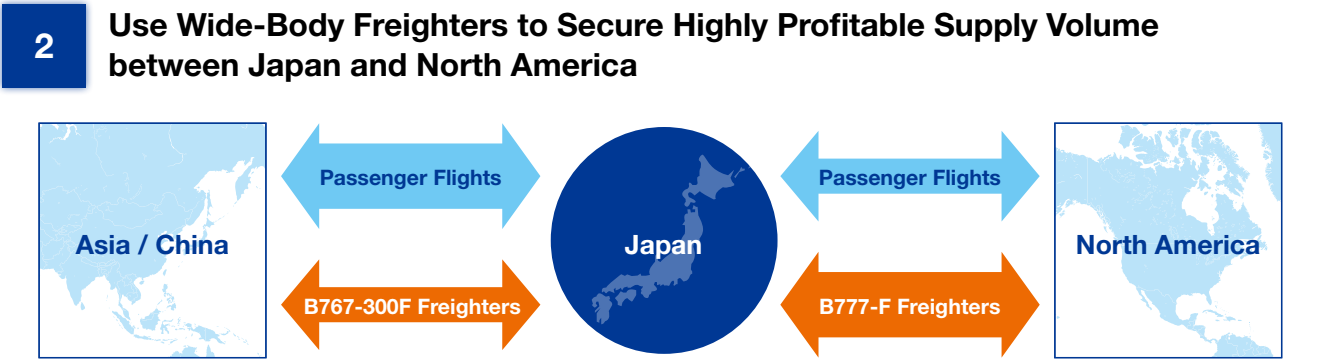 2
Use Wide-Body Freighters to Secure Highly Profitable Supply Volume
between Japan and North America
Asia / China
Passenger Flights
B767-300F Freighters
Japan
Passenger Flights
B777-F Freighters
North America